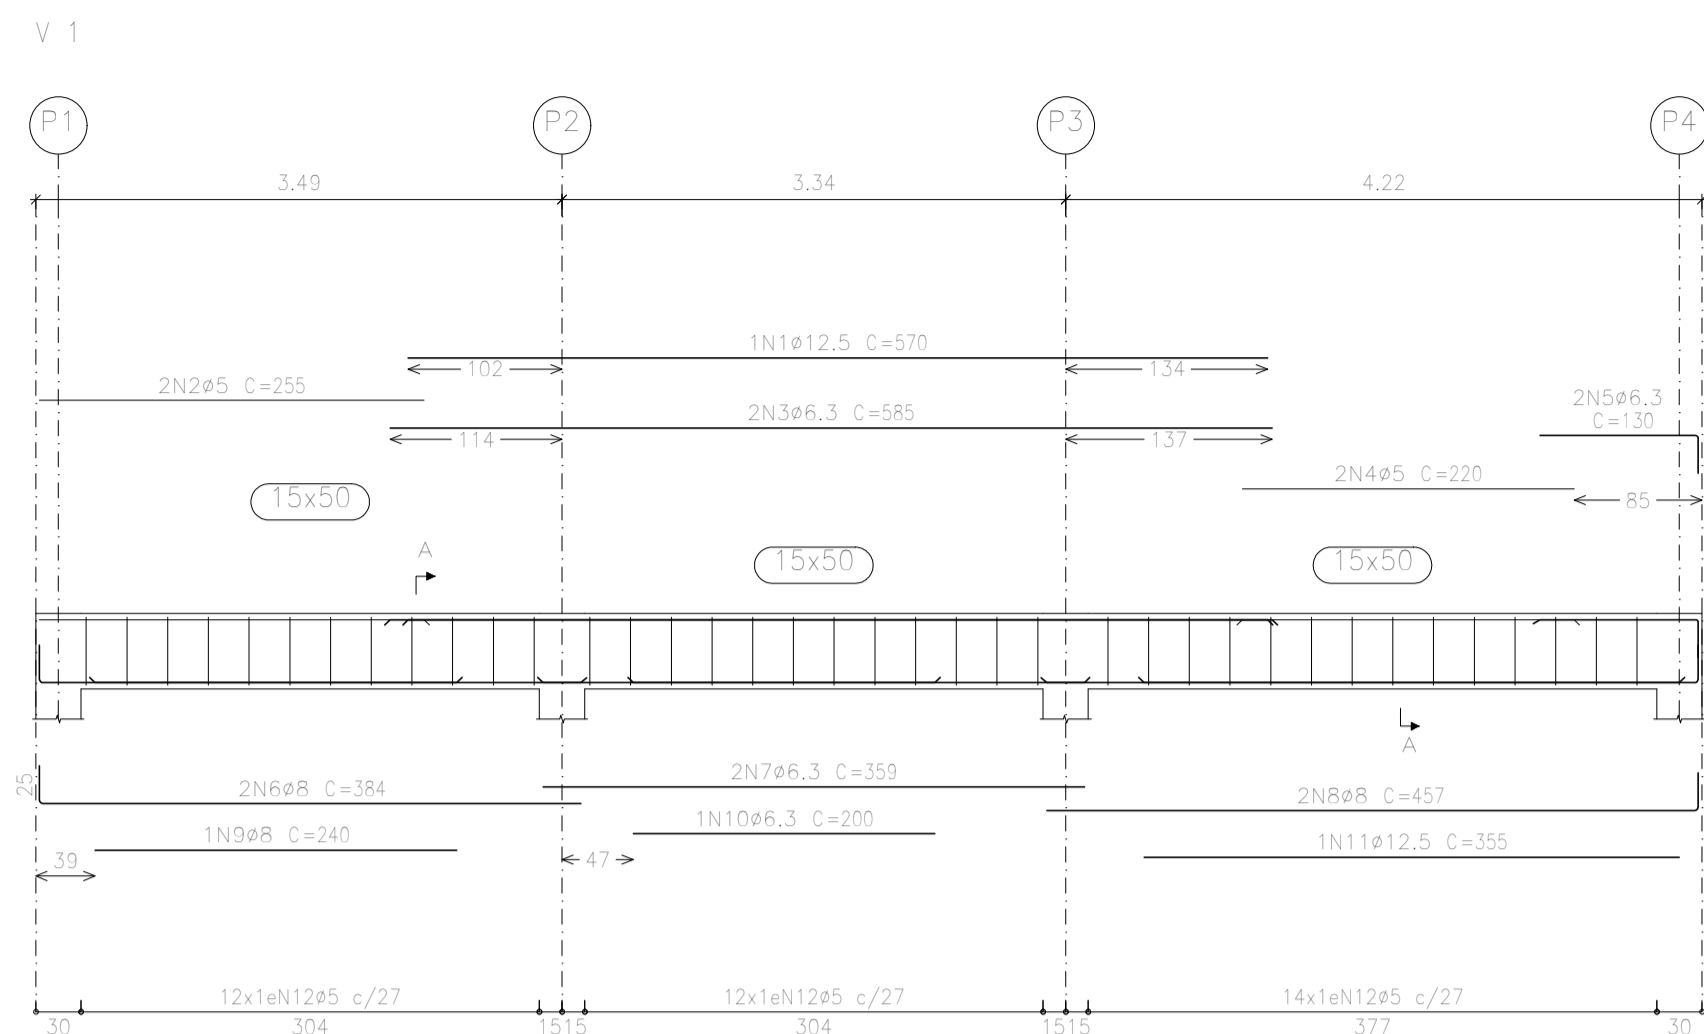 V 1
P1 P2 P3 P4
3.49 3.34 4.22
1N1ø12.5 C=570
102 134
2N2ø5 C=255
2N3ø6.3 C=585
114 137
2N5ø6.3
C=130
2N4ø5 C=220
85
15x50
15x50 15x50
A
A
25
2N6ø8 C=384
2N7ø6.3 C=359
2N8ø8 C=457
1N9ø8 C=240
1N10ø6.3 C=200
1N11ø12.5 C=355
39 47
12x1eN12ø5 c/27 12x1eN12ø5 c/27 14x1eN12ø5 c/27
30 304 1515 304 1515 377 30